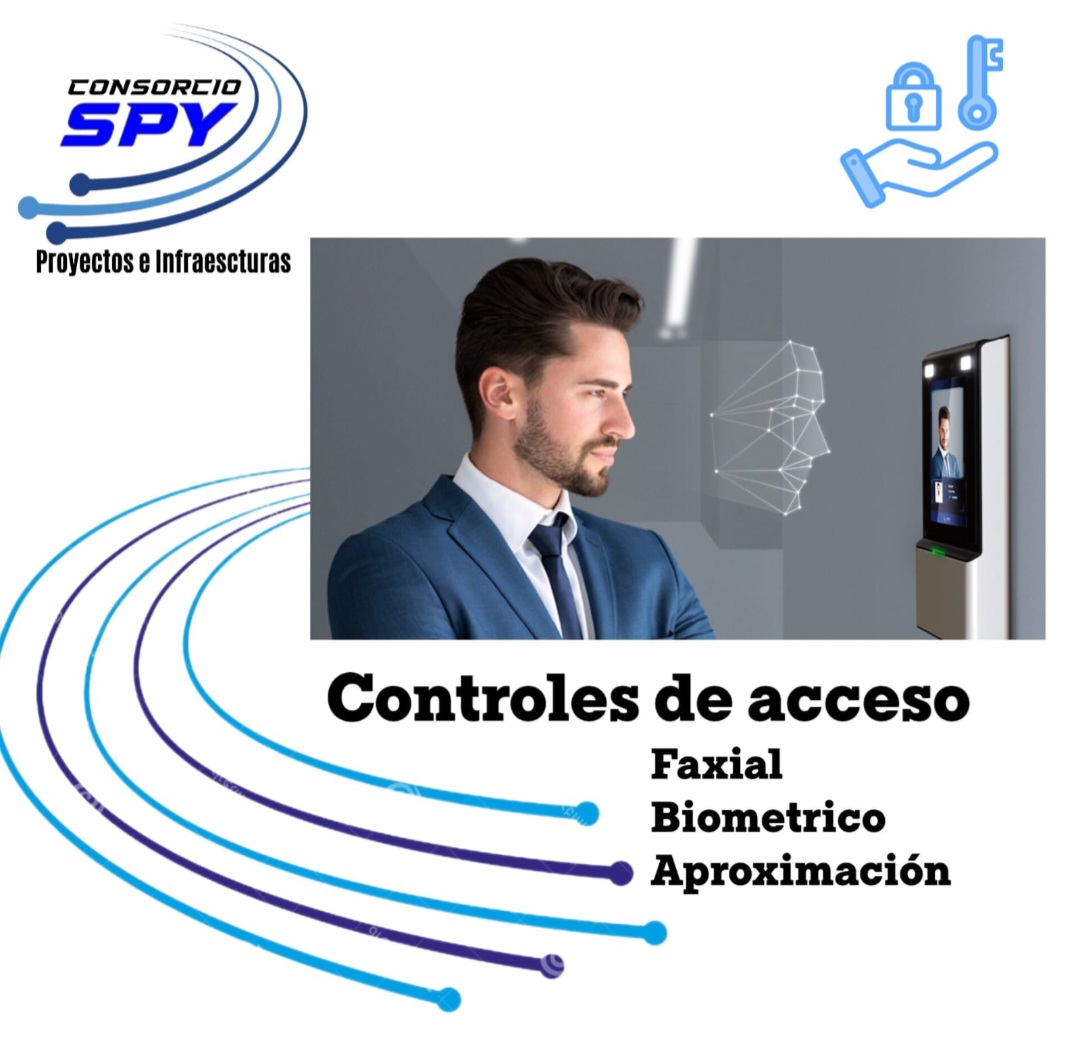 CONSORCIO
SPY
Proyectos e Infraescturas
Controles de acceso
Faxial
Biometrico
Aproximación